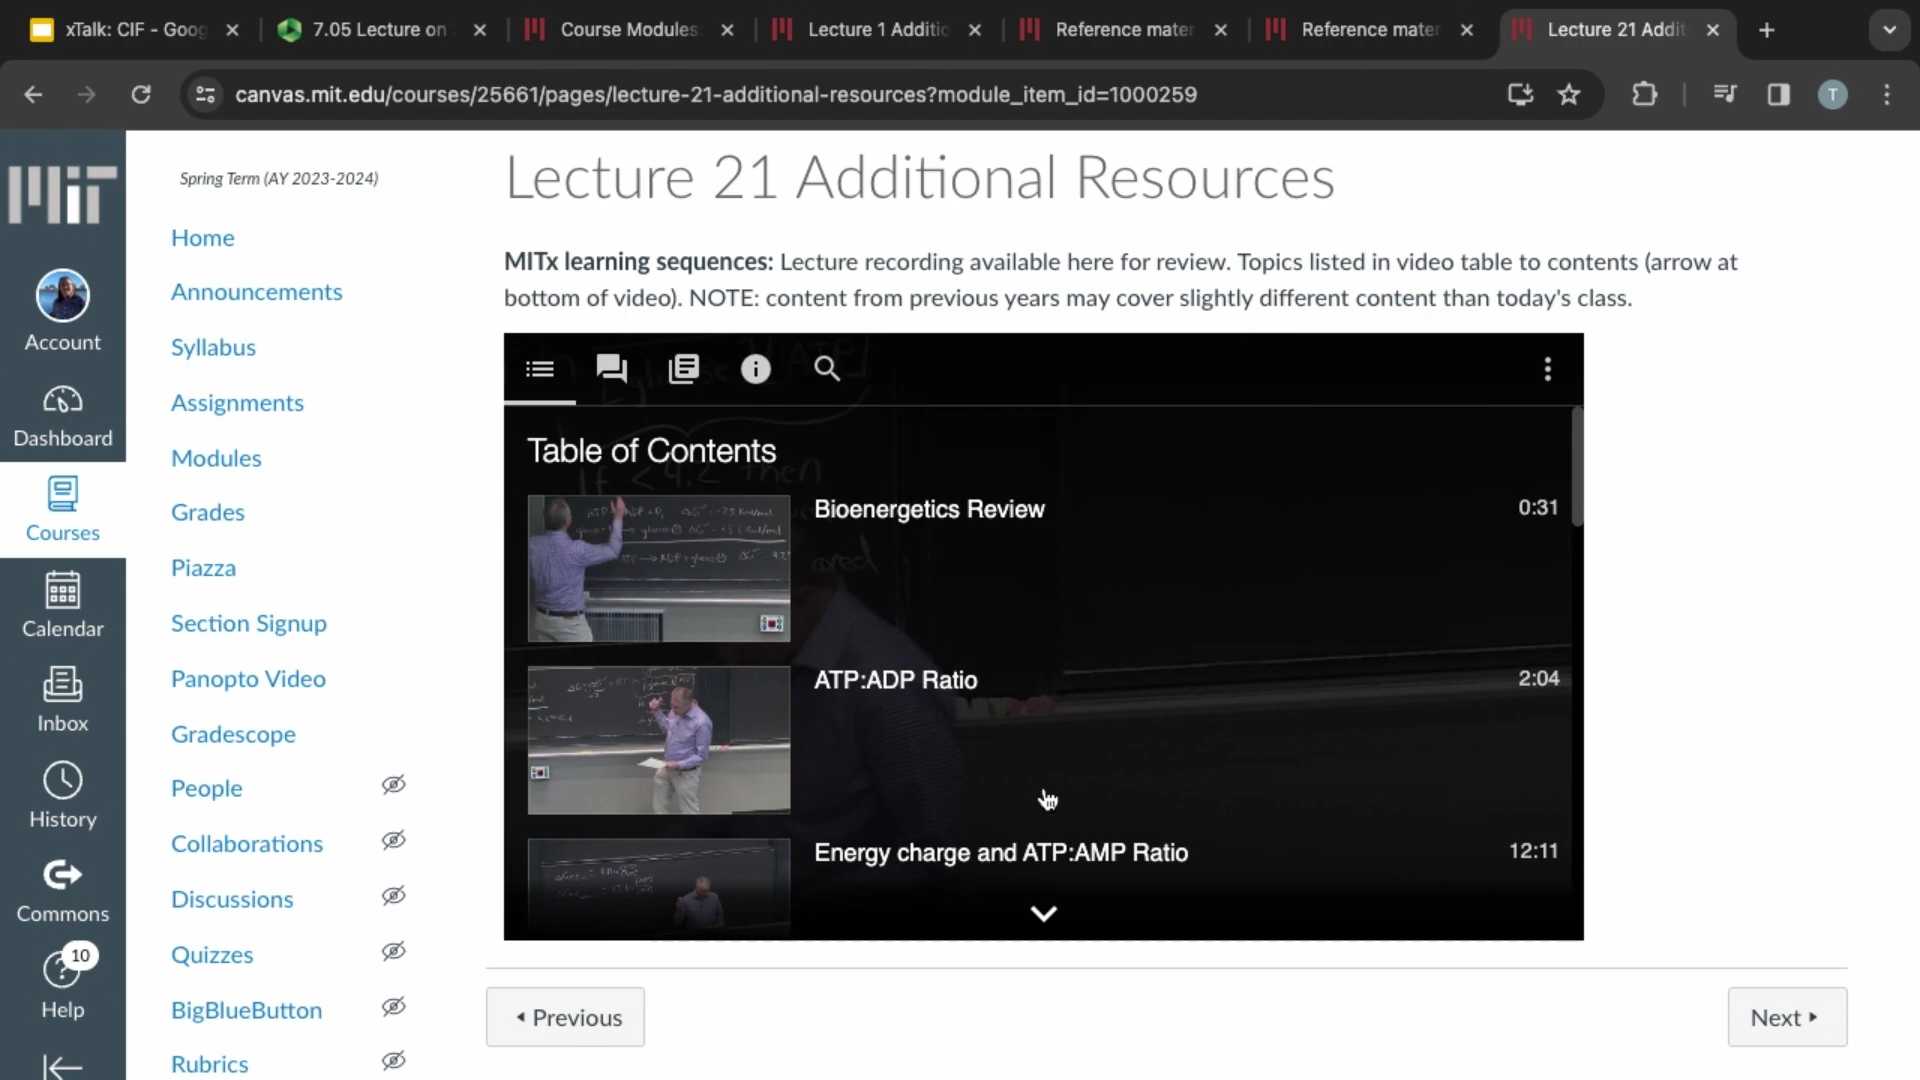 xTalk: CIF - Goog
7.05 Lecture on
Course Modules
Lecture 1 Additic
Reference mater
Reference mater
Lecture 21 Addit
canvas.mit.edu/courses/25661/pages/lecture-21-additional-resources?module_item_id=1000259
T
MIT
Account
Dashboard
Courses
Calendar
Inbox
History
Commons
10
Help
Spring Term (AY 2023-2024)
Home
Announcements
Syllabus
Assignments
Modules
Grades
Piazza
Section Signup
Panopto Video
Gradescope
People
Collaborations
Discussions
Quizzes
BigBlueButton
Rubrics
Lecture 21 Additional Resources
MITx learning sequences: Lecture recording available here for review. Topics listed in video table to contents (arrow at
bottom of video). NOTE: content from previous years may cover slightly different content than today's class.
Table of Contents
Bioenergetics Review
0:31
ATP:ADP Ratio
2:04
Energy charge and ATP:AMP Ratio
12:11
Previous
Next